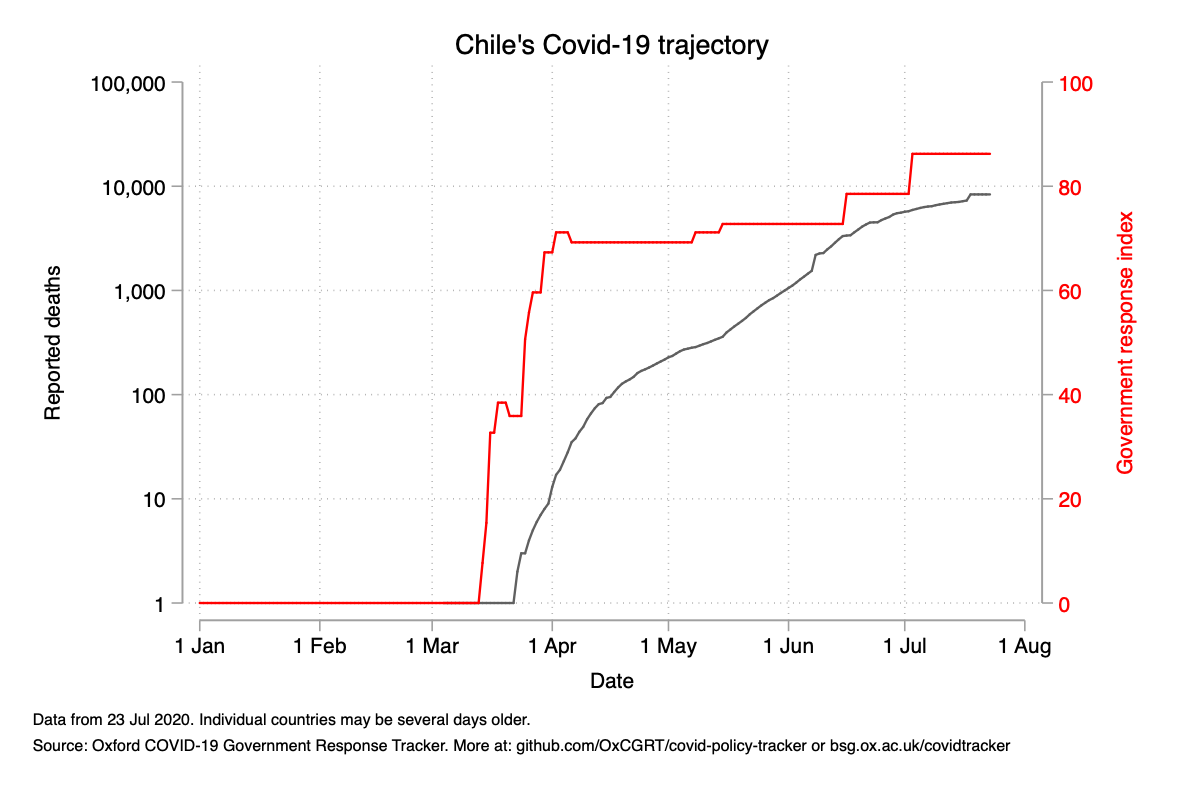 Chile's Covid-19 trajectory
100,000
10,000
1,000
100
10
1
Reported deaths
100
80
60
40
20
0
Government response index
1 Jan 1 Feb 1 Mar 1 Apr 1 May 1 Jun 1 Jul 1 Aug
Date
Data from 23 Jul 2020. Individual countries may be several days older.
Source: Oxford COVID-19 Government Response Tracker. More at: github.com/OxCGRT/covid-policy-tracker or bsg.ox.ac.uk/covidtracker